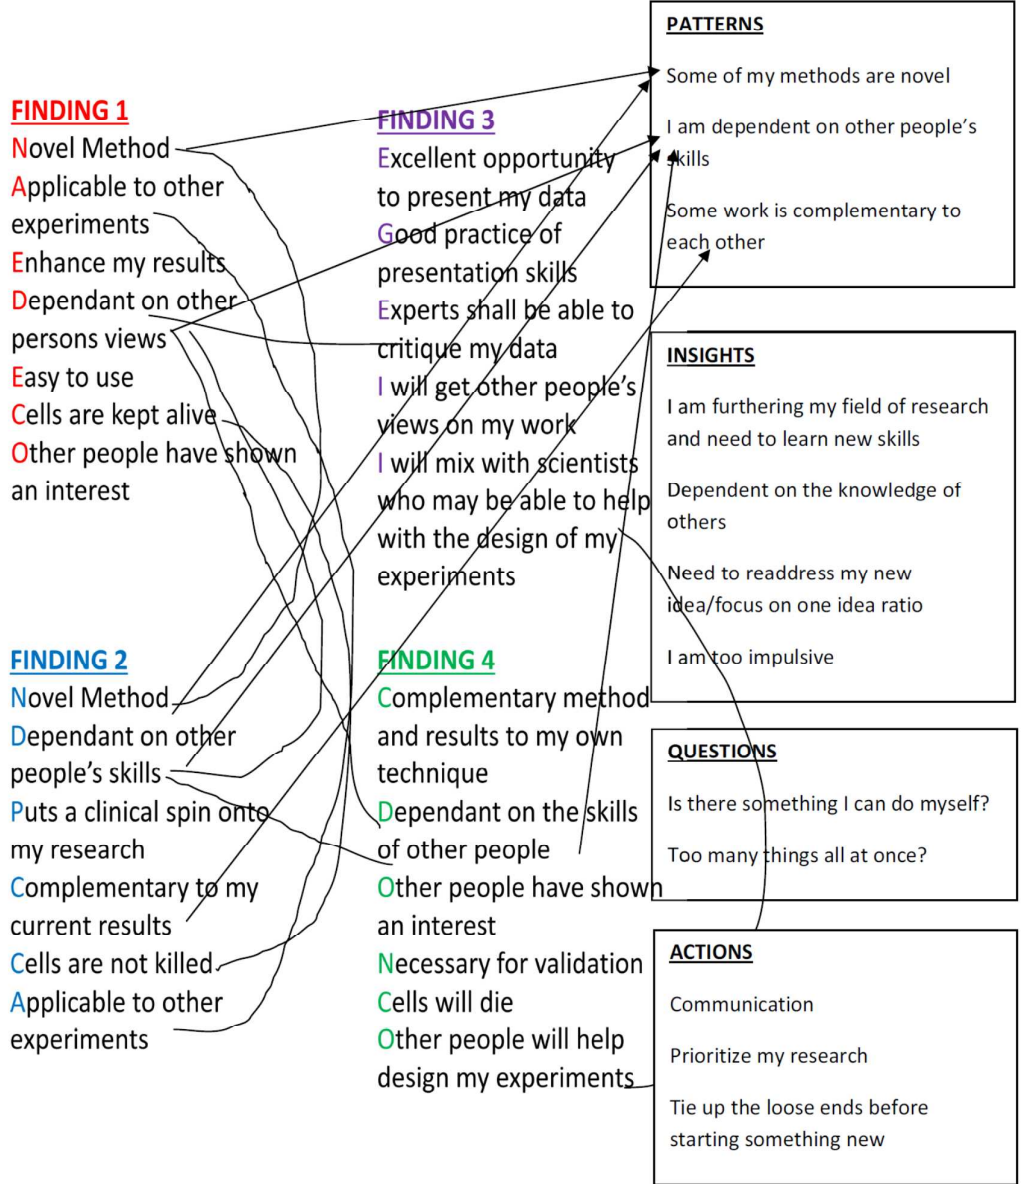 FINDING 1
Novel Method
Applicable to other
experiments
Enhance my results
Dependant on other
persons views
Easy to use
Cells are kept alive
Other people have shown
an interest
FINDING 2
Novel Method
Dependant on other
people's skills
Puts a clinical spin onto
my research
Complementary to my
current results
Cells are not killed
Applicable to other
experiments
FINDING 3
Excellent opportunity
to present my data
Good practice of
presentation skills
Experts shall be able to
critique my data
I will get other people's
views on my work
I will mix with scientists
who may be able to help
with the design of my
experiments
FINDING 4
Complementary method
and results to my own
technique
Dependant on the skills
of other people
Other people have shown
an interest
Necessary for validation
Cells will die
Other people will help
design my experiments
PATTERNS
Some of my methods are novel
I am dependent on other people's
skills
Some work is complementary to
each other
INSIGHTS
I am furthering my field of research
and need to learn new skills
Dependent on the knowledge of
others
Need to readdress my new
idea/focus on one idea ratio
I am too impulsive
QUESTIONS
Is there something I can do myself?
Too many things all at once?
ACTIONS
Communication
Prioritize my research
Tie up the loose ends before
starting something new